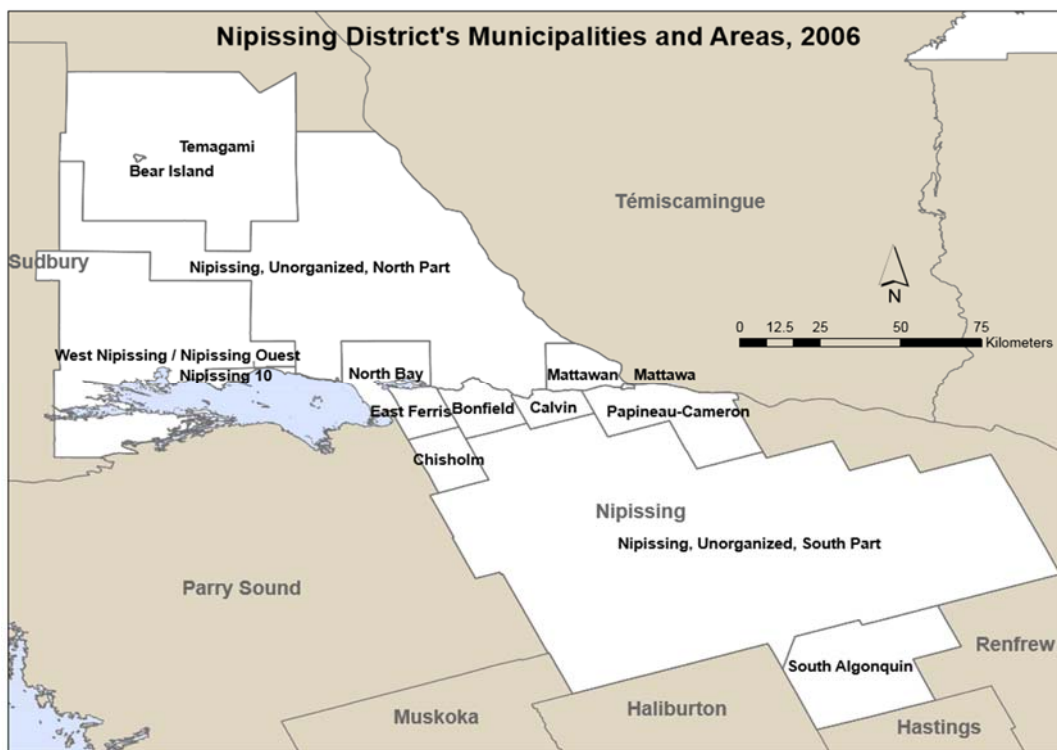 Nipissing District's Municipalities and Areas, 2006
Temagami
Bear Island
Témiscamingue
Sudbury
Nipissing, Unorganized, North Part
N
0 12.5 25 50 75
Kilometers
West Nipissing / Nipissing Ouest
Nipissing 10
North Bay
Mattawan
Mattawa
East Ferris
Bonfield
Calvin
Papineau-Cameron
Chisholm
Nipissing
Nipissing, Unorganized, South Part
Parry Sound
Renfrew
South Algonquin
Muskoka
Haliburton
Hastings